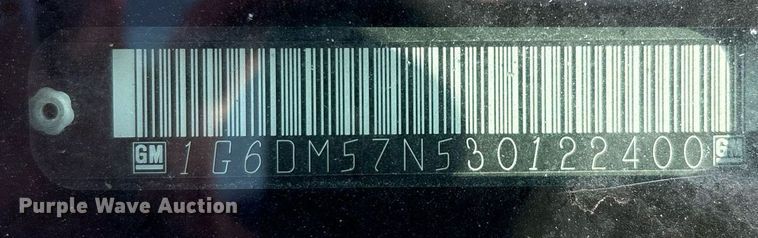 GM 1G6DM57N530122400 GM
Purple Wave Auction